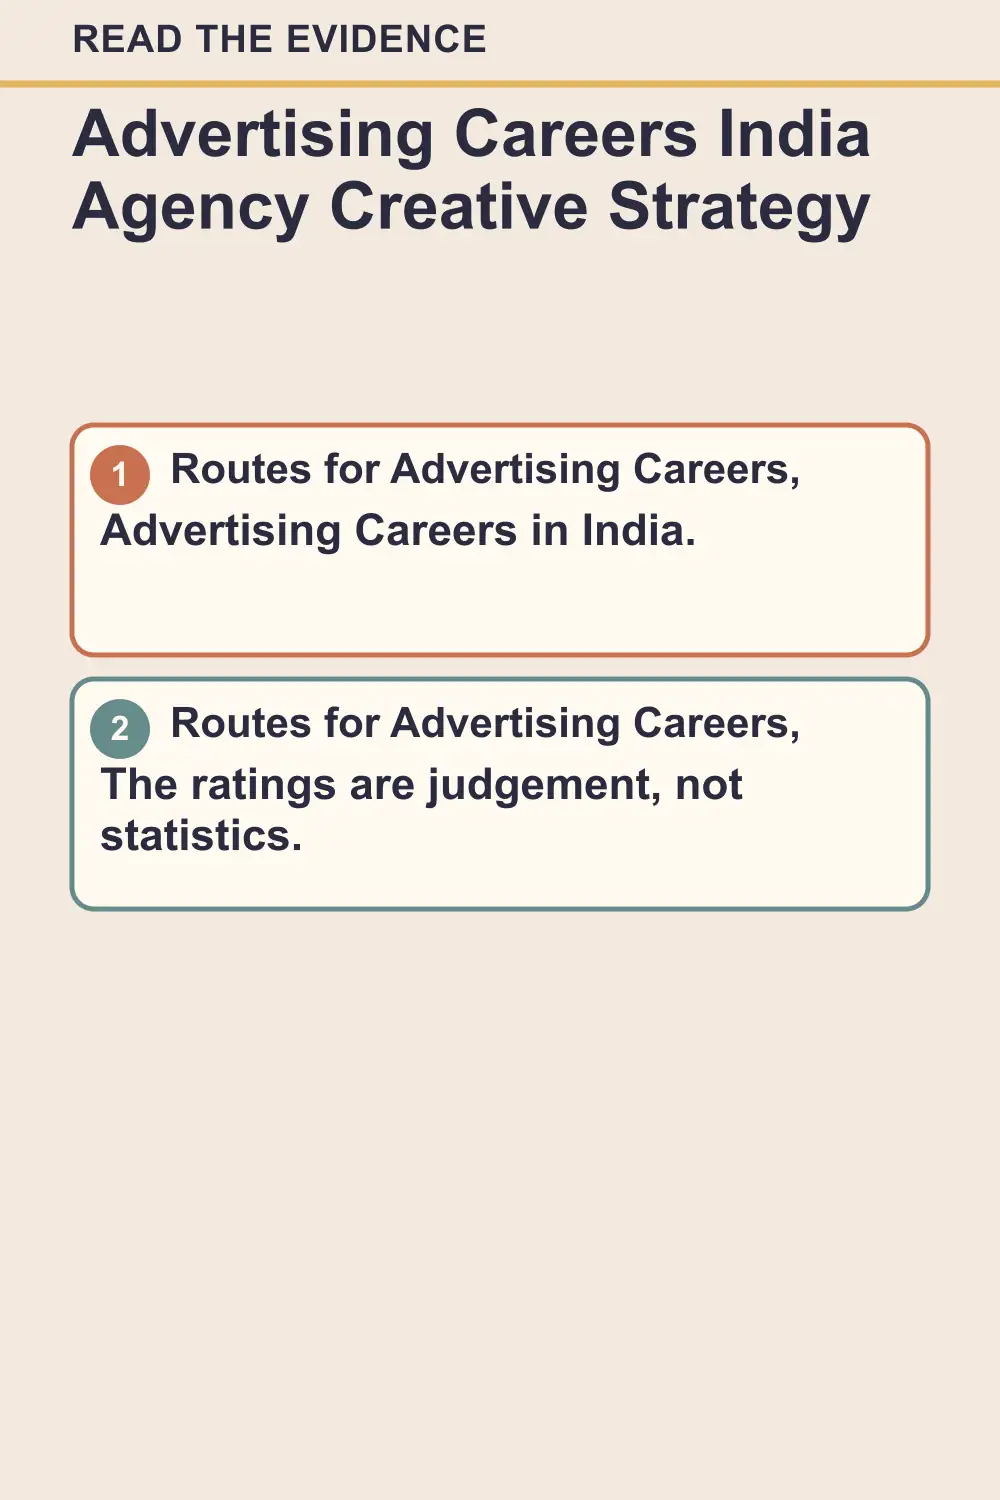 READ THE EVIDENCE
Advertising Careers India
Agency Creative Strategy
1 Routes for Advertising Careers,
Advertising Careers in India.
2 Routes for Advertising Careers,
The ratings are judgement, not
statistics.